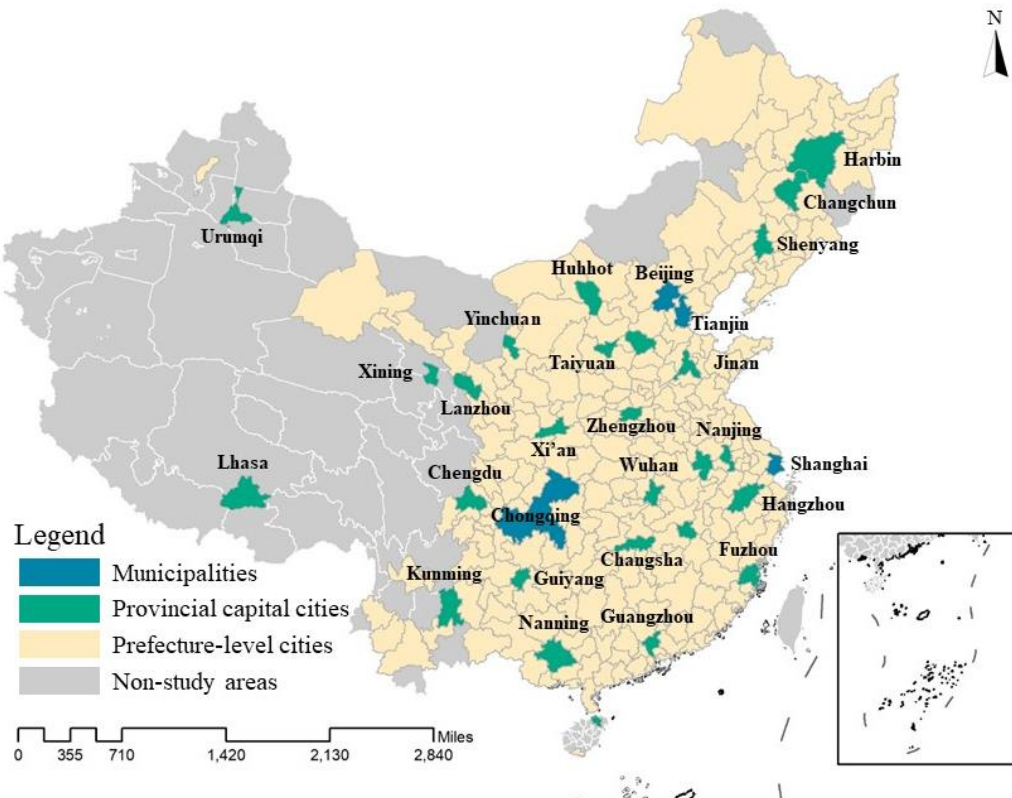 N
Harbin
Changchun
Urumqi
Shenyang
Huhhot
Beijing
Yinchuan
Tianjin
Taiyuan
Jinan
Xining
Lanzhou
Zhengzhou
Nanjing
Xi'an
Lhasa
Chengdu
Wuhan
Shanghai
Hangzhou
Chongqing
Changsha
Fuzhou
Kunming
Guiyang
Nanning
Guangzhou
Legend
Municipalities
Provincial capital cities
Prefecture-level cities
Non-study areas
Miles
0 355 710 1,420 2,130 2,840